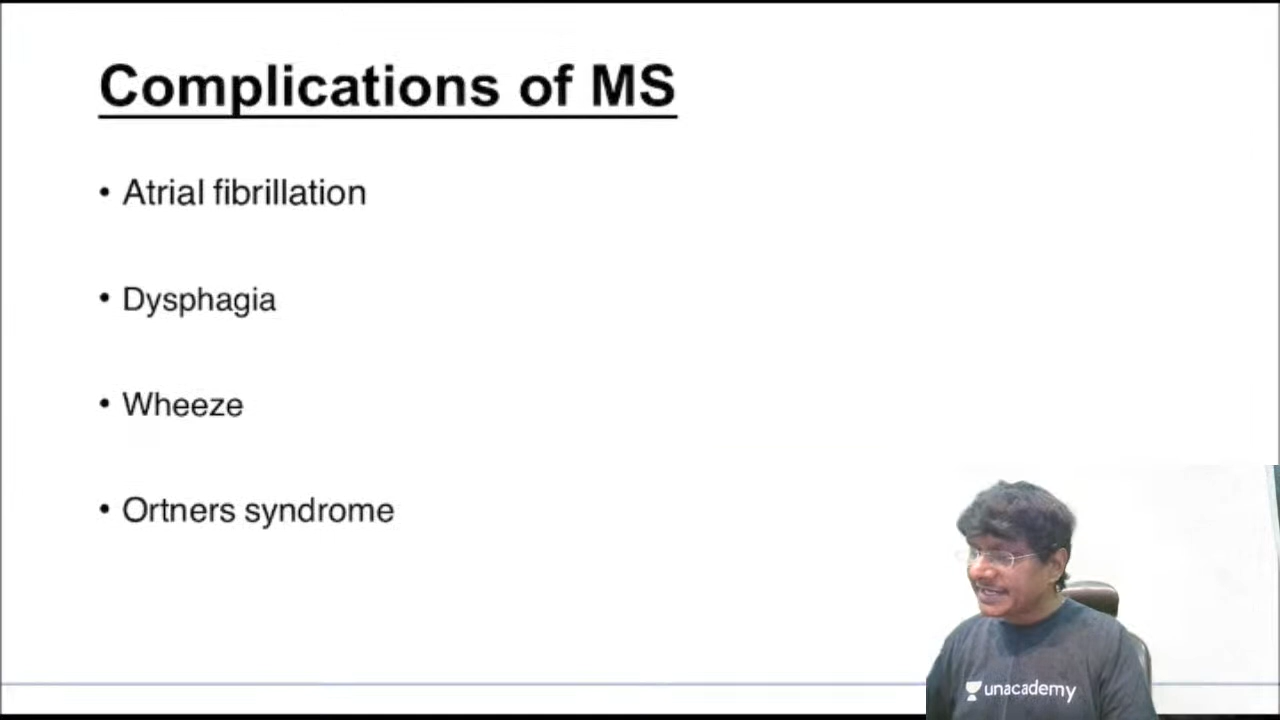 Complications of MS
• Atrial fibrillation
• Dysphagia
• Wheeze
• Ortners syndrome
unacademy